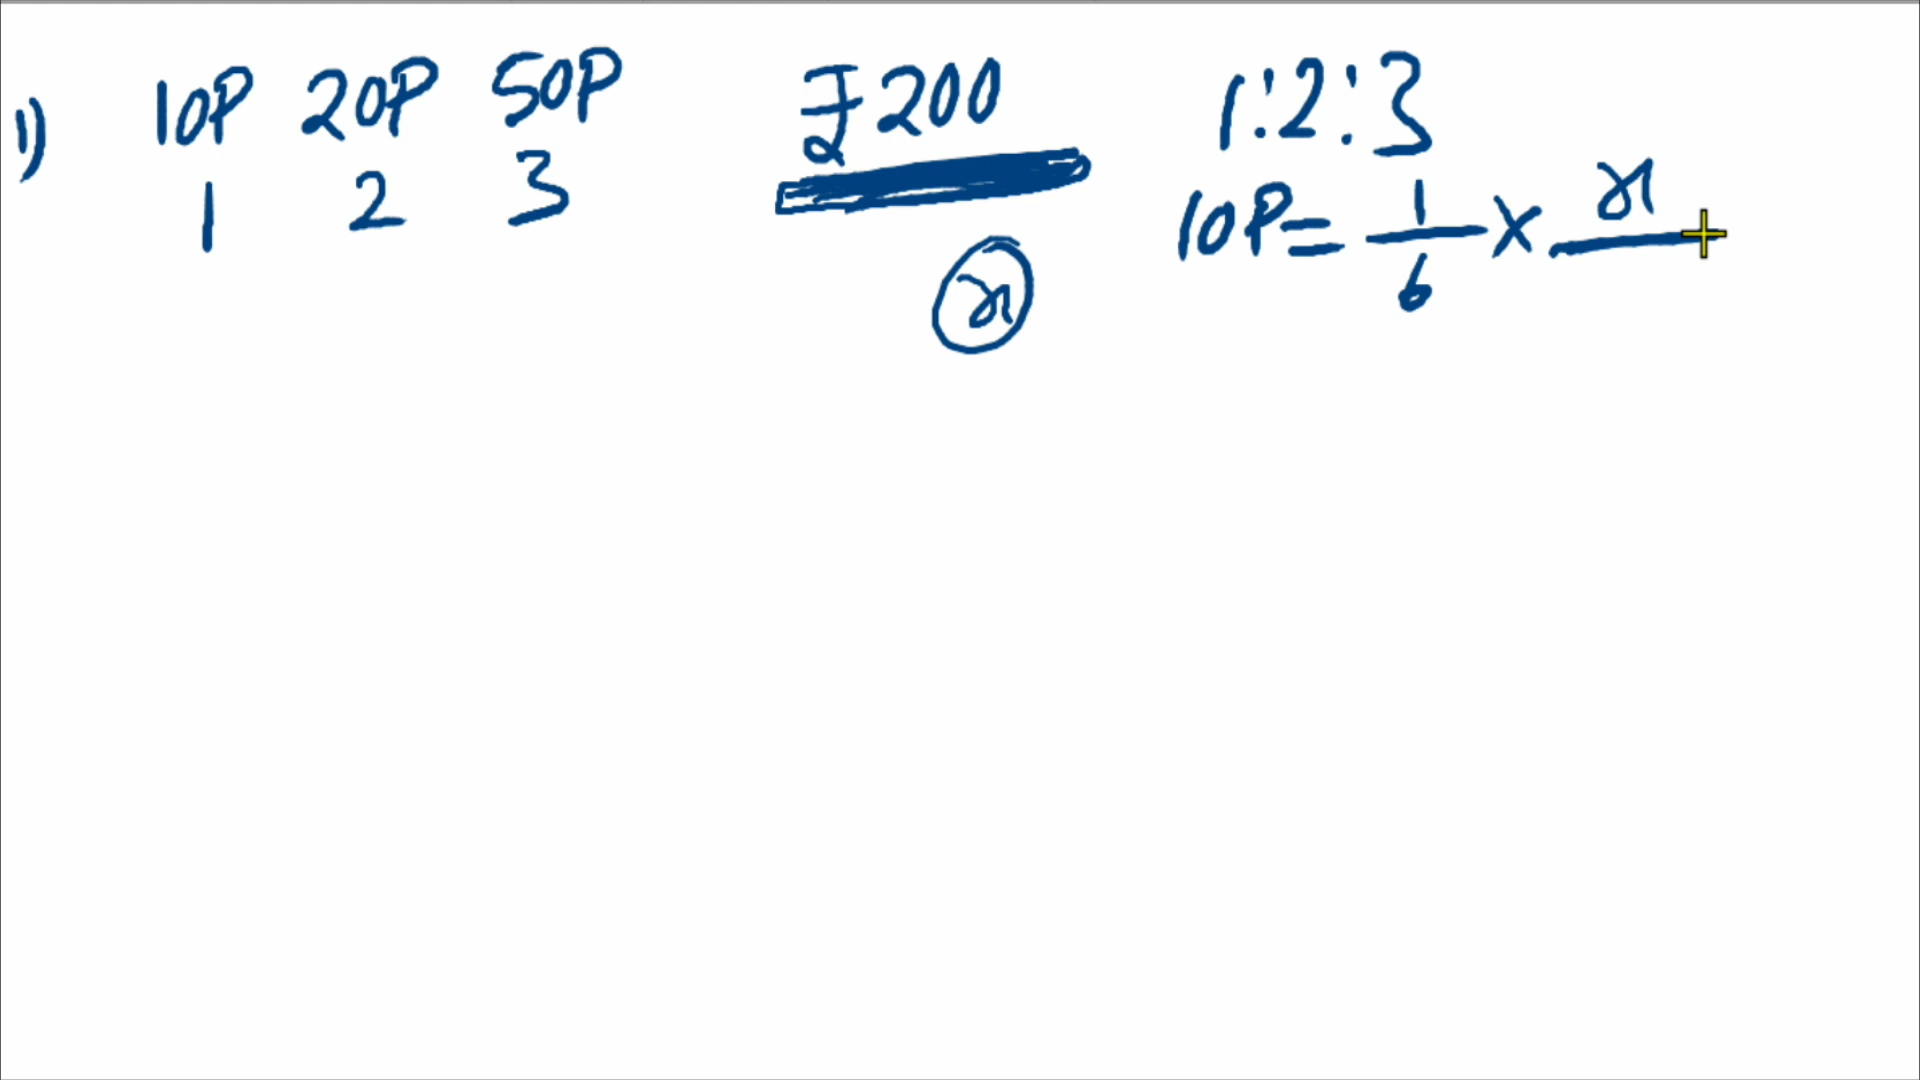 1) 10P 20P 50P ₹200 1:2:3
1 2 3
10P = 1/6 × x
x